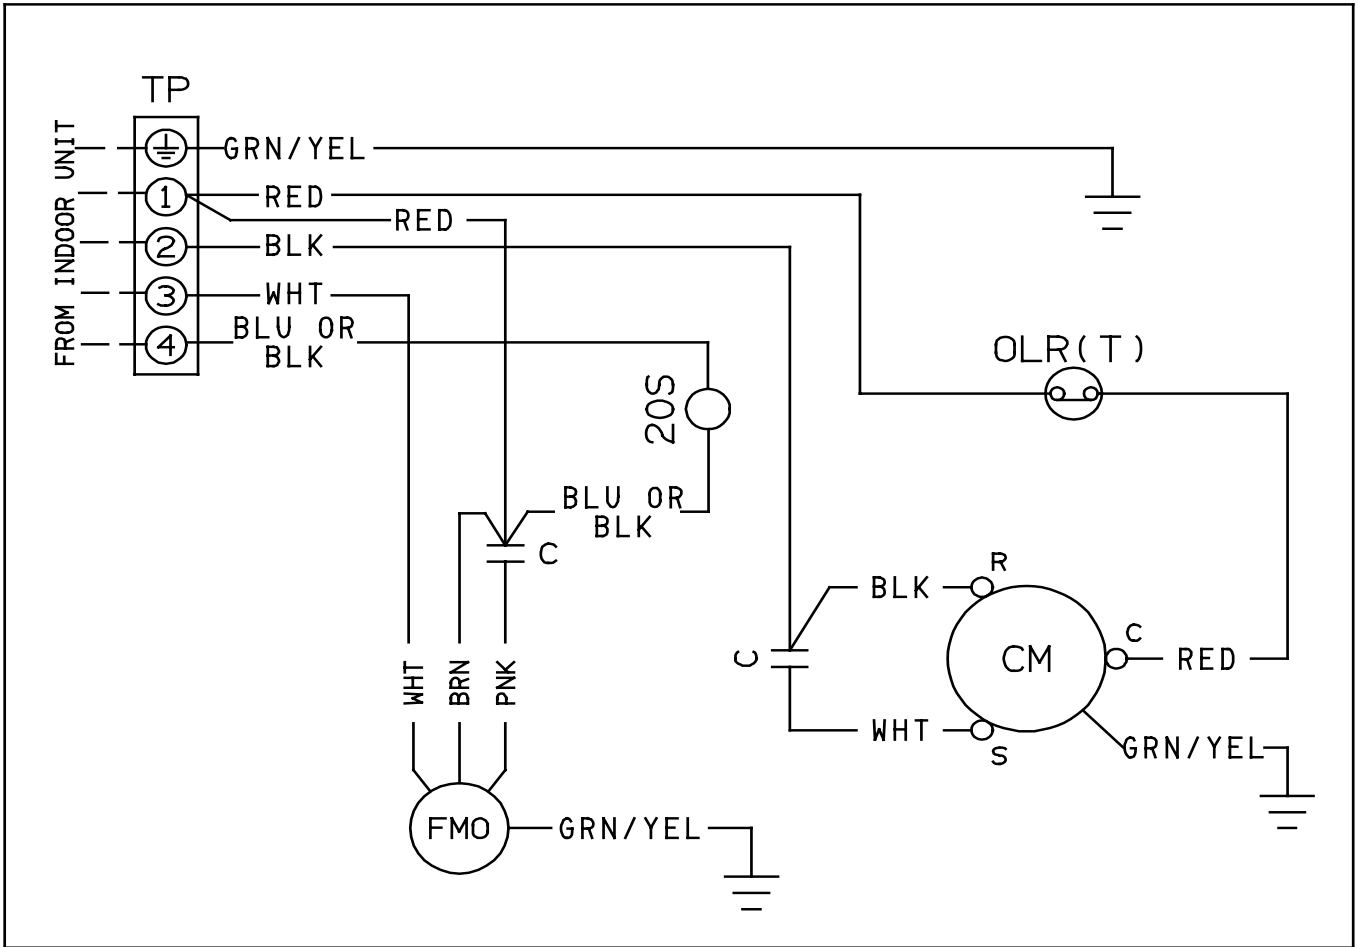 TP
FROM INDOOR UNIT
GRN/YEL
1
RED
RED
2
BLK
3
WHT
4
BLU OR
BLK
OLR(T)
20S
BLU OR
BLK
C
R
BLK
C
C
CM
RED
WHT
BRN
PNK
WHT
S
GRN/YEL
FMO
GRN/YEL